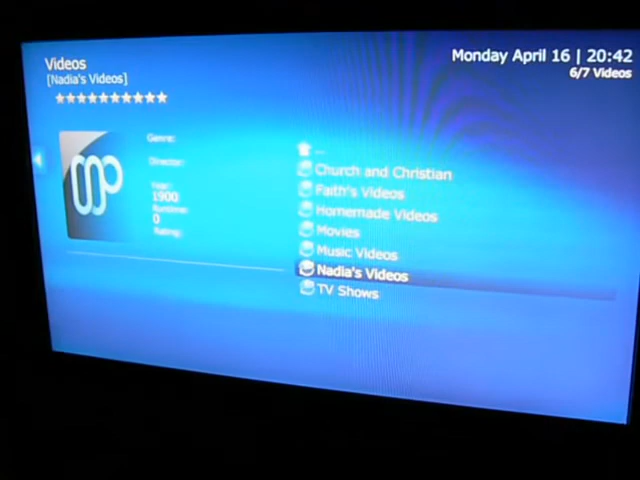 Videos
[Nadia's Videos]
Monday April 16 | 20:42
6/7 Videos
Genre:
Director:
Year:
1900
Runtime:
0
Rating:
..
Church and Christian
Faith's Videos
Homemade Videos
Movies
Music Videos
Nadia's Videos
TV Shows